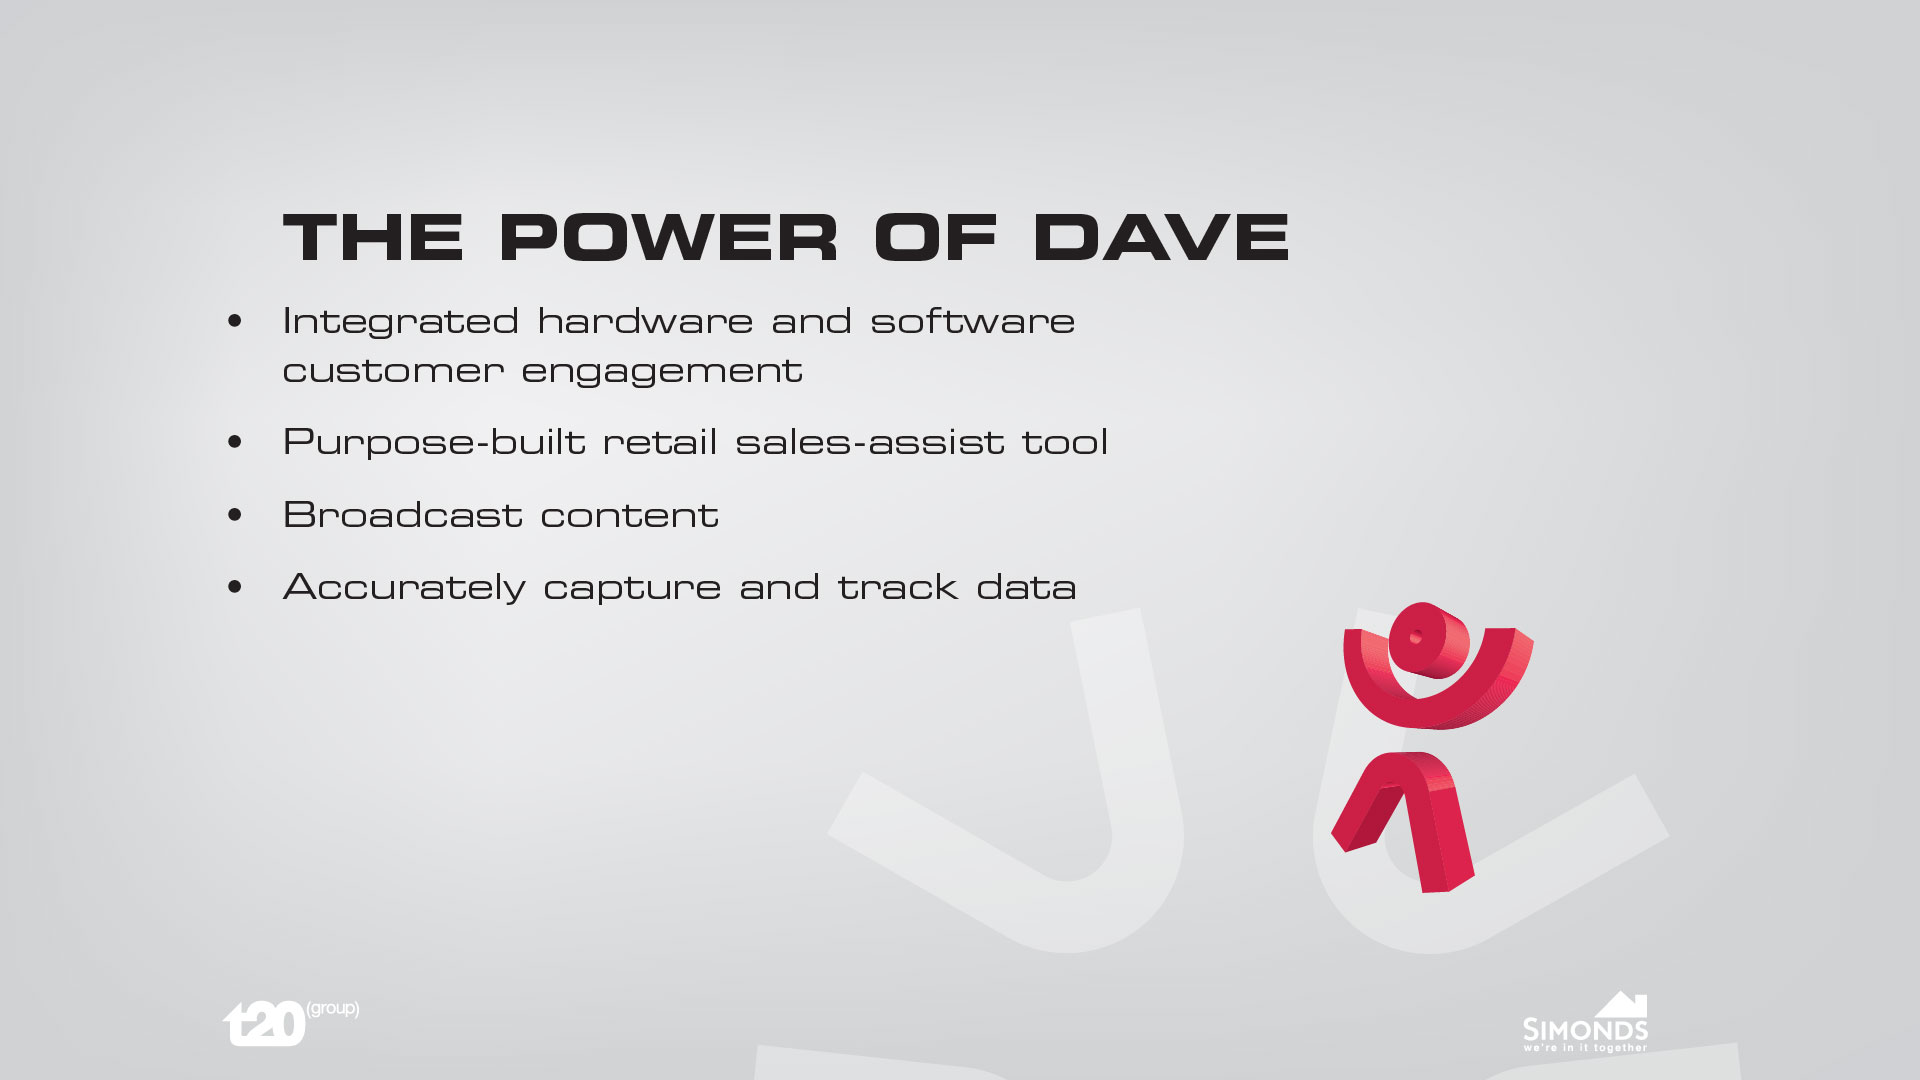 THE POWER OF DAVE
• Integrated hardware and software
customer engagement
• Purpose-built retail sales-assist tool
• Broadcast content
• Accurately capture and track data
t20 (group)
SIMONDS
we're in it together